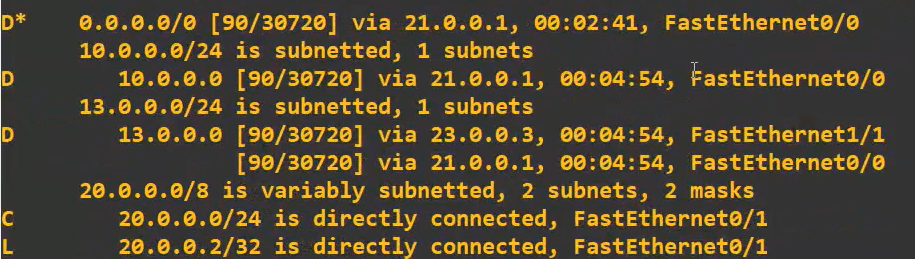 D*    0.0.0.0/0 [90/30720] via 21.0.0.1, 00:02:41, FastEthernet0/0
      10.0.0.0/24 is subnetted, 1 subnets
D        10.0.0.0 [90/30720] via 21.0.0.1, 00:04:54, FastEthernet0/0
      13.0.0.0/24 is subnetted, 1 subnets
D        13.0.0.0 [90/30720] via 23.0.0.3, 00:04:54, FastEthernet1/1
                  [90/30720] via 21.0.0.1, 00:04:54, FastEthernet0/0
      20.0.0.0/8 is variably subnetted, 2 subnets, 2 masks
C        20.0.0.0/24 is directly connected, FastEthernet0/1
L        20.0.0.2/32 is directly connected, FastEthernet0/1